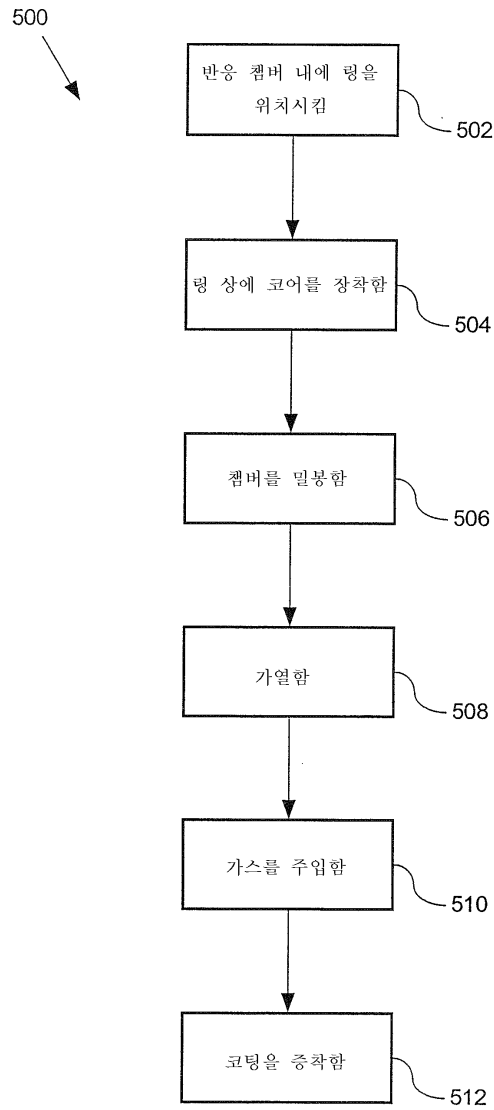 500
반응 챔버 내에 링을
위치시킴
502
링 상에 코어를 장착함
504
챔버를 밀봉함
506
가열함
508
가스를 주입함
510
코팅을 증착함
512